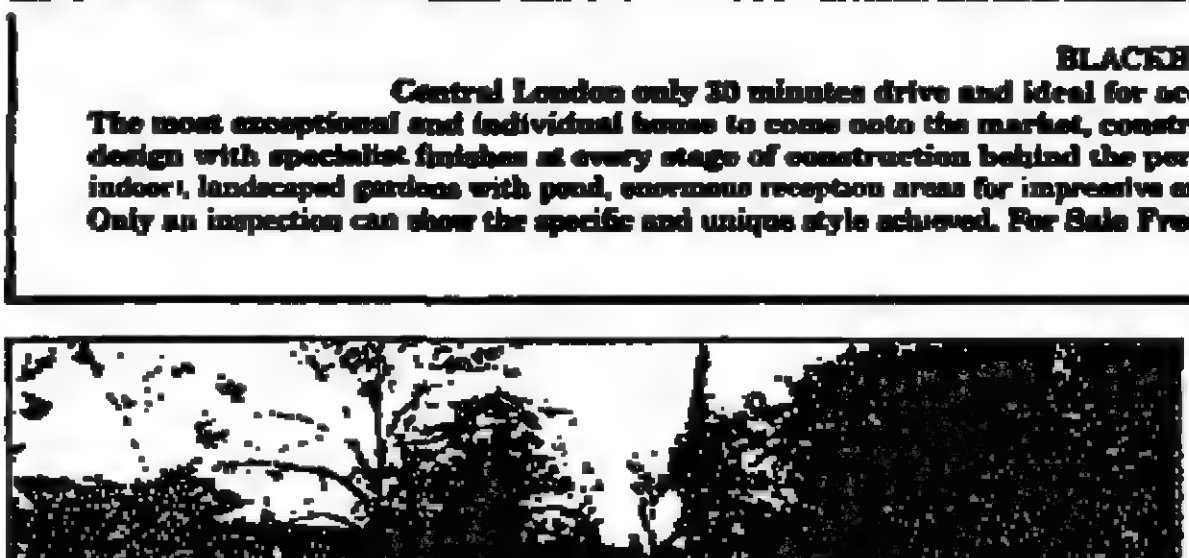 BLACKH
Central London only 30 minutes drive and ideal for acc
The most exceptional and individual house to come onto the market, constr
design with specialist finishes at every stage of construction behind the per
indoor, landscaped gardens with pond, enormous reception areas for impressive
Only an inspection can show the specific and unique style achieved. For Sale Free